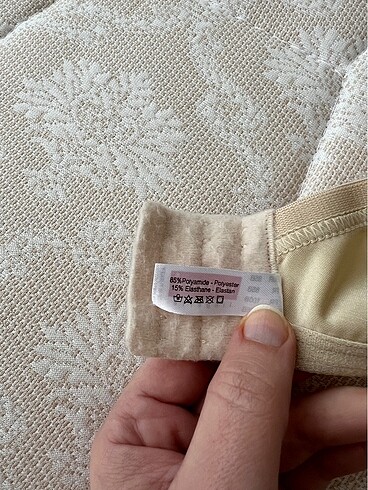 85%Polyamide - Polyester
15% Elasthane - Elastan